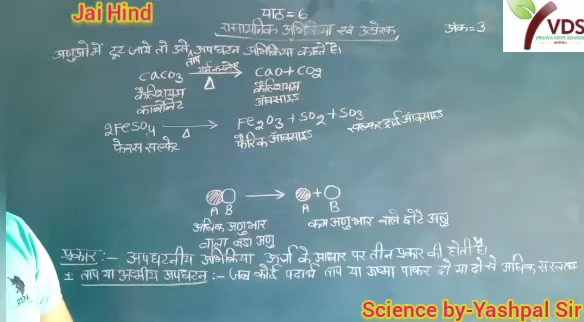 Jai Hind
पाठ = 6
रासायनिक अभिक्रिया एवं उत्प्रेरक
अंक = 3
VDS
अणुओं में टूट जाये तो उसे अपघटन अभिक्रिया कहते हैं।
CaCO3 ताप Δ CaO + CO2
कैल्शियम कार्बोनेट
कैल्शियम ऑक्साइड
2FeSO4 Δ Fe2O3 + SO2 + SO3
फेरस सल्फेट फेरिक ऑक्साइड सल्फर ट्राई ऑक्साइड
→ +
A B A B
अधिक अणुभार वाला बड़ा अणु
कम अणुभार वाले छोटे अणु
प्रकार :- अपघटनीय अभिक्रिया ऊर्जा के आधार पर तीन प्रकार की होती है,
ताप या ऊष्मीय अपघटन :- जब कोई पदार्थ ताप या ऊष्मा पाकर दो या दो से अधिक सरलतम
Science by-Yashpal Sir